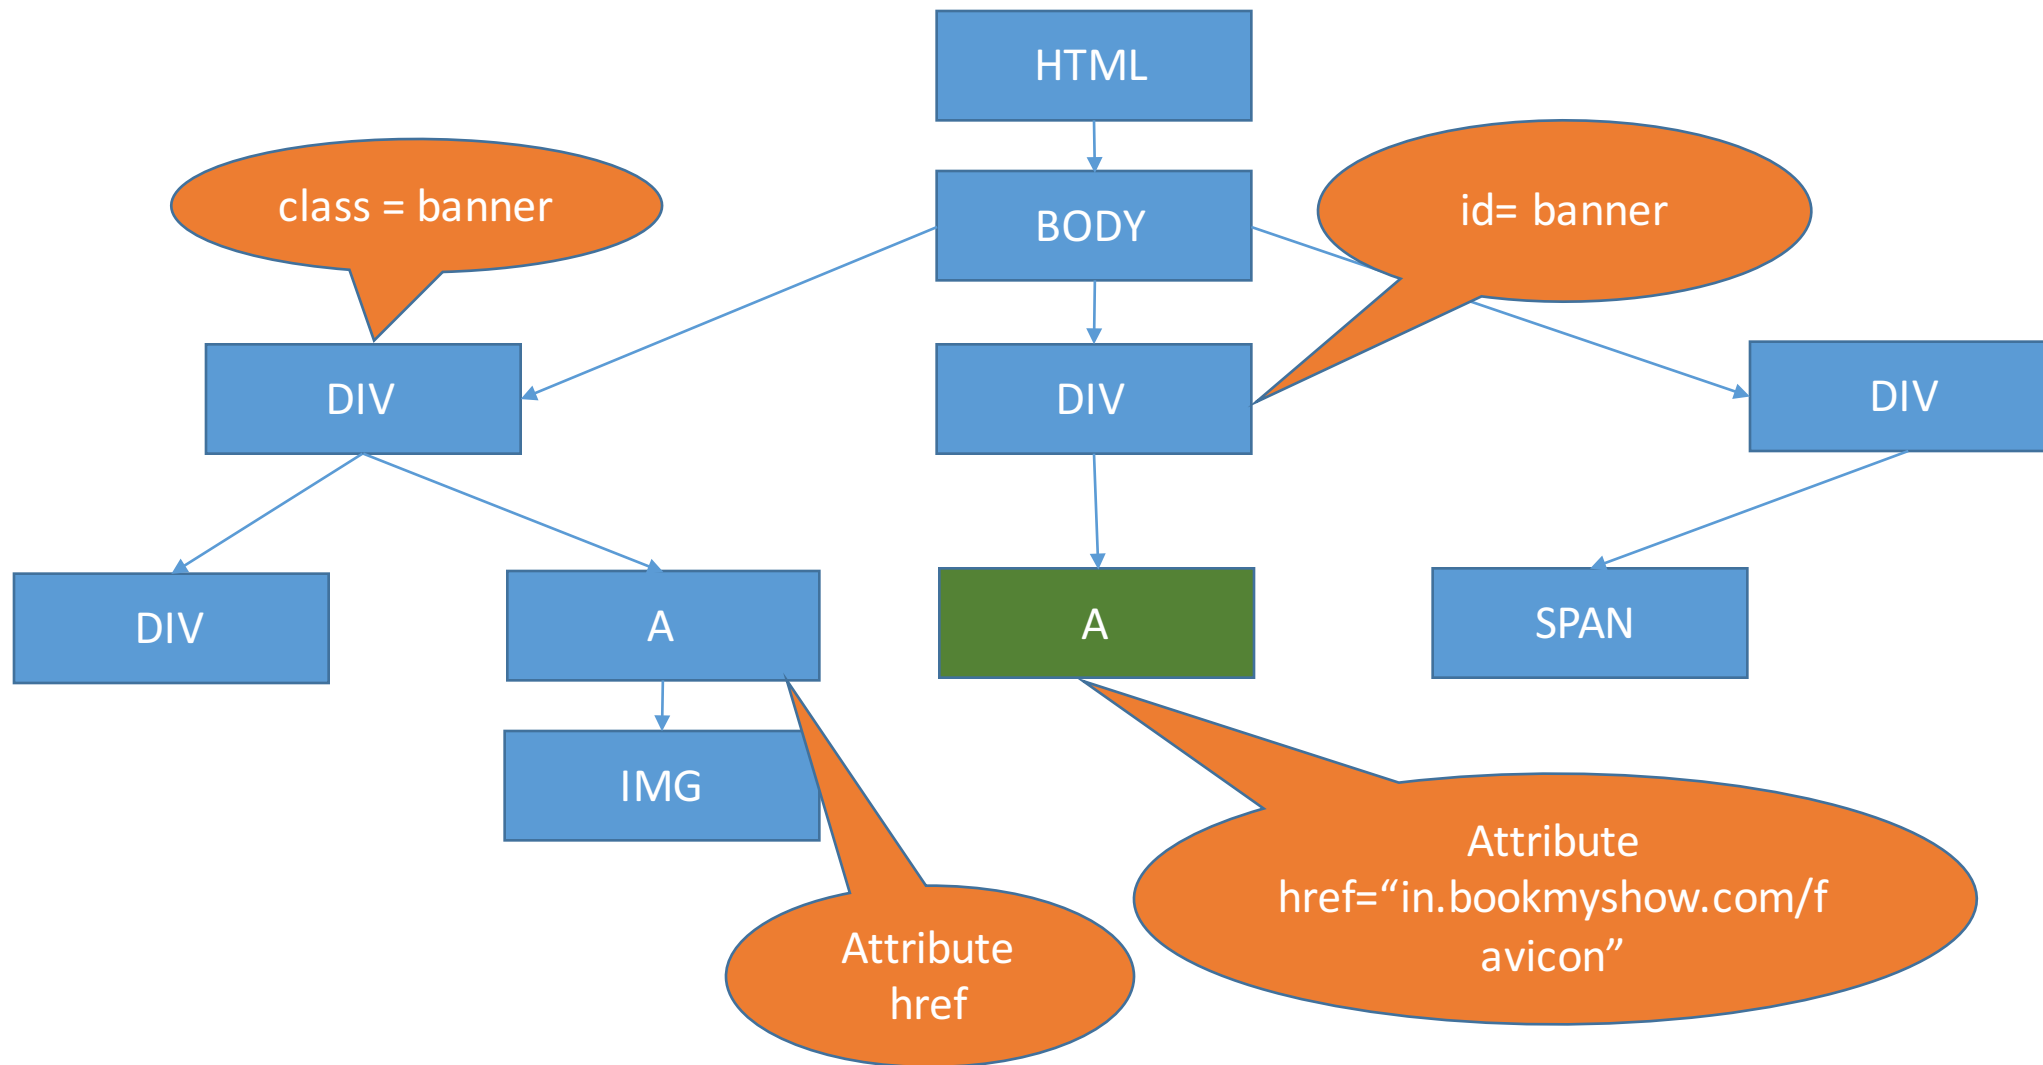 HTML
class = banner
id= banner
BODY
DIV
DIV
DIV
DIV
A
A
SPAN
IMG
Attribute
href
Attribute
href=“in.bookmyshow.com/f
avicon”